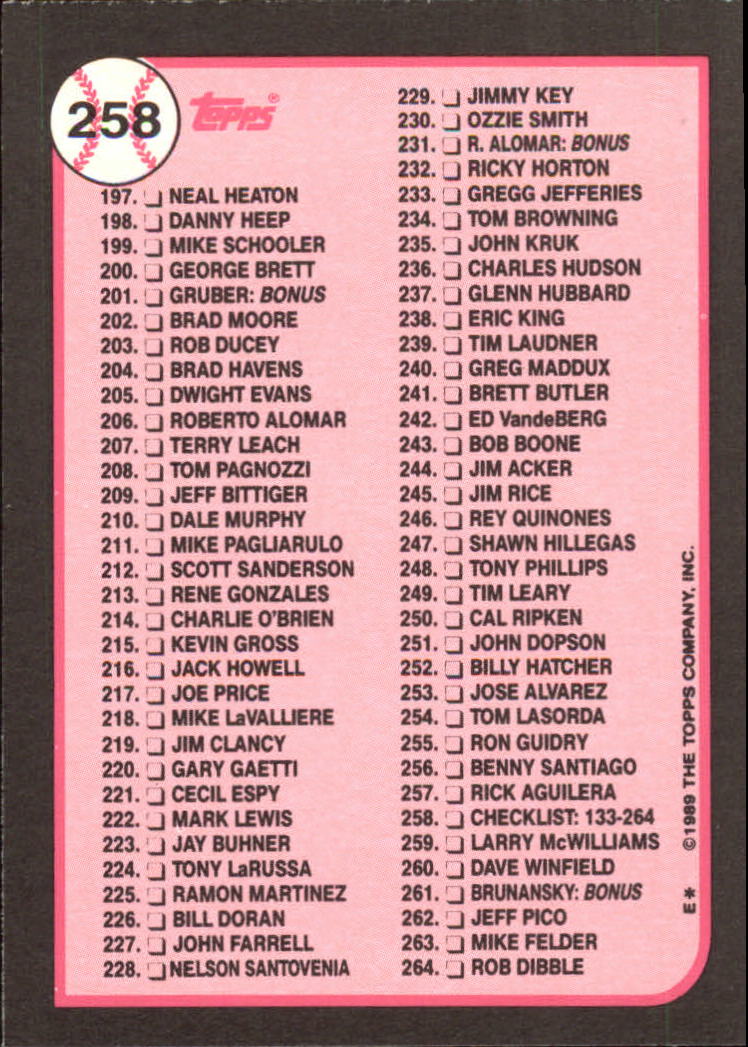 258
Topps®
197. NEAL HEATON
198. DANNY HEEP
199. MIKE SCHOOLER
200. GEORGE BRETT
201. GRUBER: BONUS
202. BRAD MOORE
203. ROB DUCEY
204. BRAD HAVENS
205. DWIGHT EVANS
206. ROBERTO ALOMAR
207. TERRY LEACH
208. TOM PAGNOZZI
209. JEFF BITTIGER
210. DALE MURPHY
211. MIKE PAGLIARULO
212. SCOTT SANDERSON
213. RENE GONZALES
214. CHARLIE O'BRIEN
215. KEVIN GROSS
216. JACK HOWELL
217. JOE PRICE
218. MIKE LaVALLIERE
219. JIM CLANCY
220. GARY GAETTI
221. CECIL ESPY
222. MARK LEWIS
223. JAY BUHNER
224. TONY LaRUSSA
225. RAMON MARTINEZ
226. BILL DORAN
227. JOHN FARRELL
228. NELSON SANTOVENIA
229. JIMMY KEY
230. OZZIE SMITH
231. R. ALOMAR: BONUS
232. RICKY HORTON
233. GREGG JEFFERIES
234. TOM BROWNING
235. JOHN KRUK
236. CHARLES HUDSON
237. GLENN HUBBARD
238. ERIC KING
239. TIM LAUDNER
240. GREG MADDUX
241. BRETT BUTLER
242. ED VandeBERG
243. BOB BOONE
244. JIM ACKER
245. JIM RICE
246. REY QUINONES
247. SHAWN HILLEGAS
248. TONY PHILLIPS
249. TIM LEARY
250. CAL RIPKEN
251. JOHN DOPSON
252. BILLY HATCHER
253. JOSE ALVAREZ
254. TOM LASORDA
255. RON GUIDRY
256. BENNY SANTIAGO
257. RICK AGUILERA
258. CHECKLIST: 133-264
259. LARRY McWILLIAMS
260. DAVE WINFIELD
261. BRUNANSKY: BONUS
262. JEFF PICO
263. MIKE FELDER
264. ROB DIBBLE
E* ©1989 THE TOPPS COMPANY, INC.